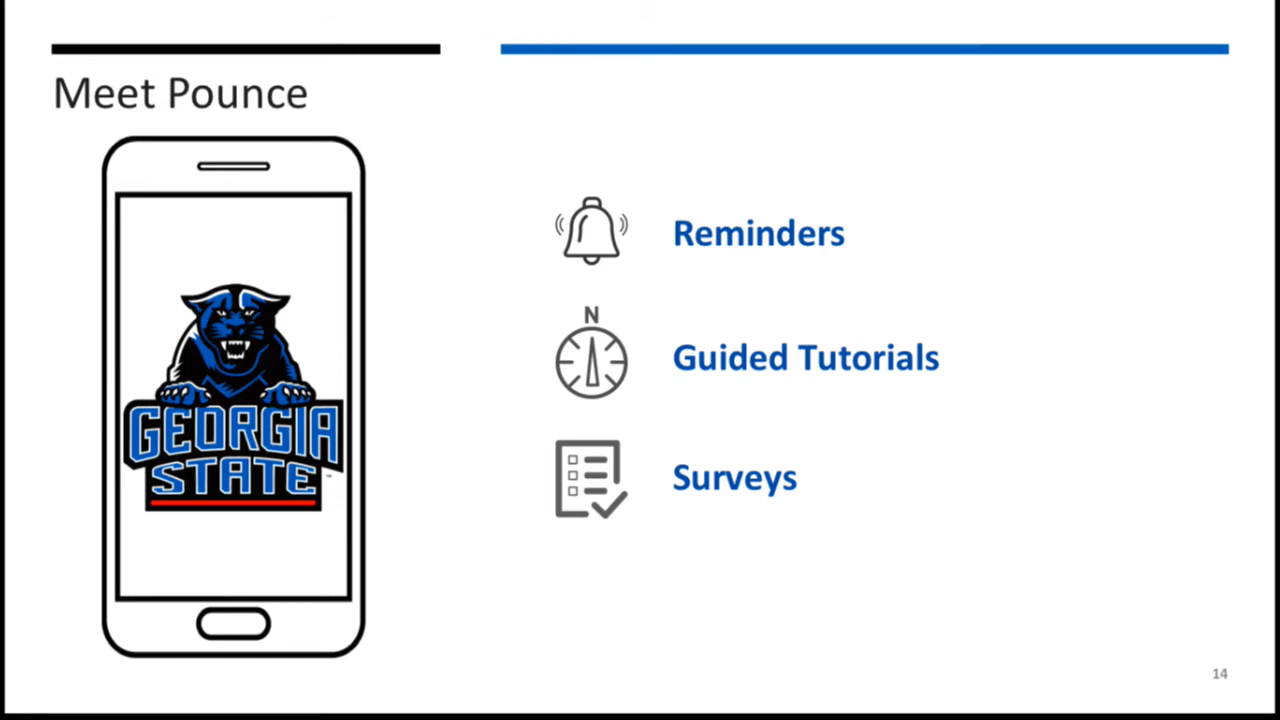 Meet Pounce
GEORGIA
STATE
Reminders
N
Guided Tutorials
Surveys
14